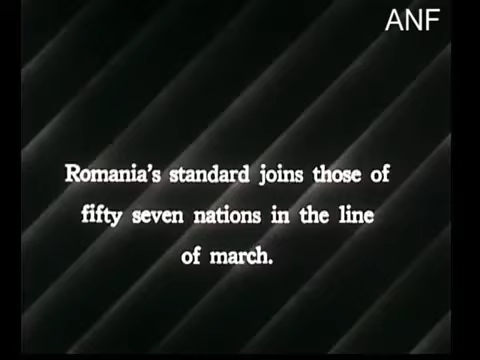 ANF
Romania's standard joins those of
fifty seven nations in the line
of march.